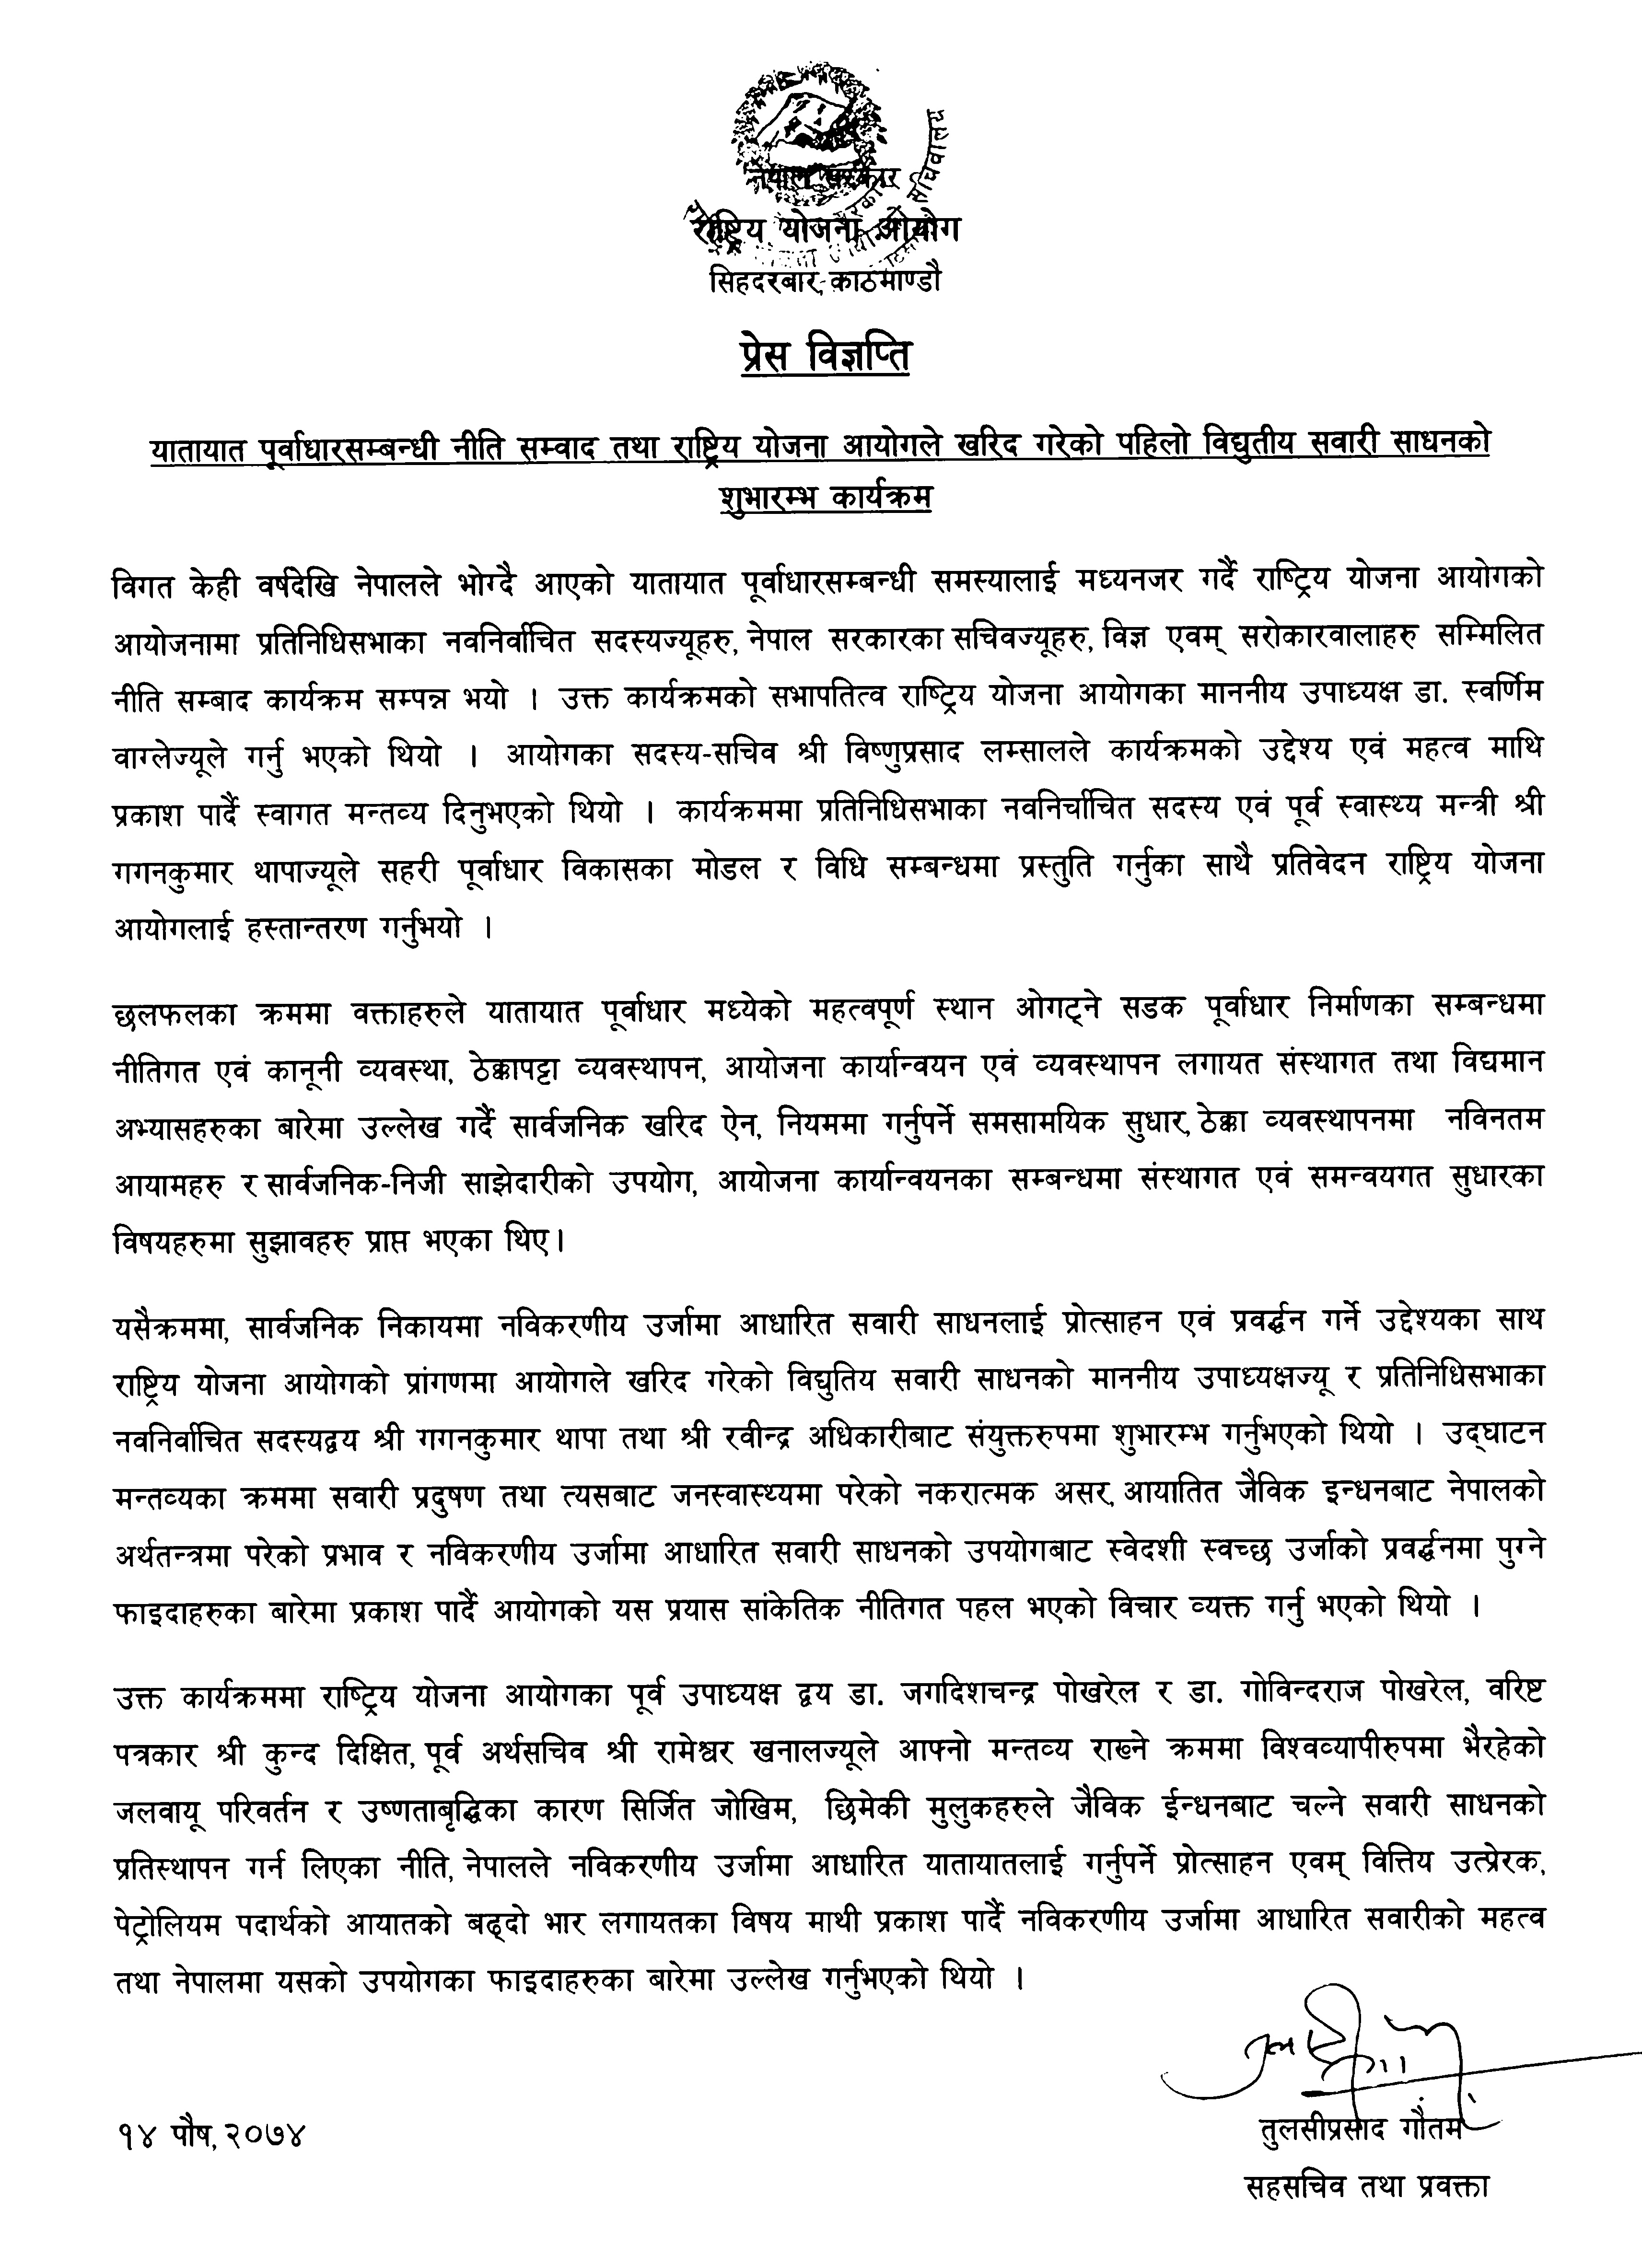 नेपाल सरकार
राष्ट्रिय योजना आयोग
सिहदरबार, काठमाण्डौ
प्रेस विज्ञप्ति
यातायात पूर्वाधारसम्बन्धी नीति सम्वाद तथा राष्ट्रिय योजना आयोगले खरिद गरेको पहिलो विद्युतीय सवारी साधनको
शुभारम्भ कार्यक्रम
विगत केही वर्षदेखि नेपालले भोग्दै आएको यातायात पूर्वाधारसम्बन्धी समस्यालाई मध्यनजर गर्दै राष्ट्रिय योजना आयोगको
आयोजनामा प्रतिनिधिसभाका नवनिर्वाचित सदस्यज्यूहरु, नेपाल सरकारका सचिवज्यूहरु, विज्ञ एवम् सरोकारवालाहरु सम्मिलित
नीति सम्बाद कार्यक्रम सम्पन्न भयो । उक्त कार्यक्रमको सभापतित्व राष्ट्रिय योजना आयोगका माननीय उपाध्यक्ष डा. स्वर्णिम
वाग्लेज्यूले गर्नु भएको थियो । आयोगका सदस्य-सचिव श्री विष्णुप्रसाद लम्सालले कार्यक्रमको उद्देश्य एवं महत्व माथि
प्रकाश पार्दै स्वागत मन्तव्य दिनुभएको थियो । कार्यक्रममा प्रतिनिधिसभाका नवनिर्चाचित सदस्य एवं पूर्व स्वास्थ्य मन्त्री श्री
गगनकुमार थापाज्यूले सहरी पूर्वाधार विकासका मोडल र विधि सम्बन्धमा प्रस्तुति गर्नुका साथै प्रतिवेदन राष्ट्रिय योजना
आयोगलाई हस्तान्तरण गर्नुभयो ।
छलफलका क्रममा वक्ताहरुले यातायात पूर्वाधार मध्येको महत्वपूर्ण स्थान ओगट्ने सडक पूर्वाधार निर्माणका सम्बन्धमा
नीतिगत एवं कानूनी व्यवस्था, ठेक्कापट्टा व्यवस्थापन, आयोजना कार्यान्वयन एवं व्यवस्थापन लगायत संस्थागत तथा विद्यमान
अभ्यासहरुका बारेमा उल्लेख गर्दै सार्वजनिक खरिद ऐन, नियममा गर्नुपर्ने समसामयिक सुधार, ठेक्का व्यवस्थापनमा नविनतम
आयामहरु र सार्वजनिक-निजी साझेदारीको उपयोग, आयोजना कार्यान्वयनका सम्बन्धमा संस्थागत एवं समन्वयगत सुधारका
विषयहरुमा सुझावहरु प्राप्त भएका थिए।
यसैक्रममा, सार्वजनिक निकायमा नविकरणीय उर्जामा आधारित सवारी साधनलाई प्रोत्साहन एवं प्रवर्द्धन गर्ने उद्देश्यका साथ
राष्ट्रिय योजना आयोगको प्रांगणमा आयोगले खरिद गरेको विद्युतिय सवारी साधनको माननीय उपाध्यक्षज्यू र प्रतिनिधिसभाका
नवनिर्वाचित सदस्यद्वय श्री गगनकुमार थापा तथा श्री रवीन्द्र अधिकारीबाट संयुक्तरुपमा शुभारम्भ गर्नुभएको थियो । उद्घाटन
मन्तव्यका क्रममा सवारी प्रदुषण तथा त्यसबाट जनस्वास्थ्यमा परेको नकरात्मक असर, आयातित जैविक इन्धनबाट नेपालको
अर्थतन्त्रमा परेको प्रभाव र नविकरणीय उर्जामा आधारित सवारी साधनको उपयोगबाट स्वेदशी स्वच्छ उर्जाको प्रवर्द्धनमा पुग्ने
फाइदाहरुका बारेमा प्रकाश पार्दै आयोगको यस प्रयास सांकेतिक नीतिगत पहल भएको विचार व्यक्त गर्नु भएको थियो ।
उक्त कार्यक्रममा राष्ट्रिय योजना आयोगका पूर्व उपाध्यक्ष द्वय डा. जगदिशचन्द्र पोखरेल र डा. गोविन्दराज पोखरेल, वरिष्ट
पत्रकार श्री कुन्द दिक्षित, पूर्व अर्थसचिव श्री रामेश्वर खनालज्यूले आफ्नो मन्तव्य राख्ने क्रममा विश्वव्यापीरुपमा भैरहेको
जलवायू परिवर्तन र उष्णताबृद्धिका कारण सिर्जित जोखिम, छिमेकी मुलुकहरुले जैविक ईन्धनबाट चल्ने सवारी साधनको
प्रतिस्थापन गर्न लिएका नीति, नेपालले नविकरणीय उर्जामा आधारित यातायातलाई गर्नुपर्ने प्रोत्साहन एवम् वित्तिय उत्प्रेरक,
पेट्रोलियम पदार्थको आयातको बढ्दो भार लगायतका विषय माथी प्रकाश पार्दै नविकरणीय उर्जामा आधारित सवारीको महत्व
तथा नेपालमा यसको उपयोगका फाइदाहरुका बारेमा उल्लेख गर्नुभएको थियो ।
१४ पौष, २०७४
तुलसीप्रसाद गौतम
सहसचिव तथा प्रवक्ता